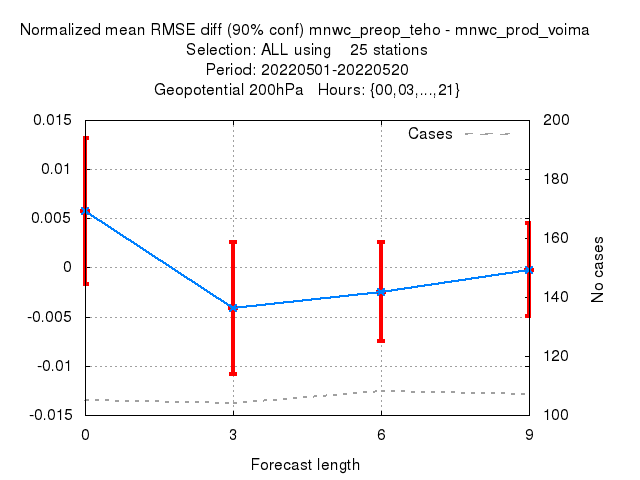 Normalized mean RMSE diff (90% conf) mnwc_preop_teho - mnwc_prod_voima
Selection: ALL using    25 stations
Period: 20220501-20220520
Geopotential 200hPa   Hours: {00,03,...,21}
Cases
0.015
0.01
0.005
0
-0.005
-0.01
-0.015
200
180
160
140
120
100
No cases
0 3 6 9
Forecast length